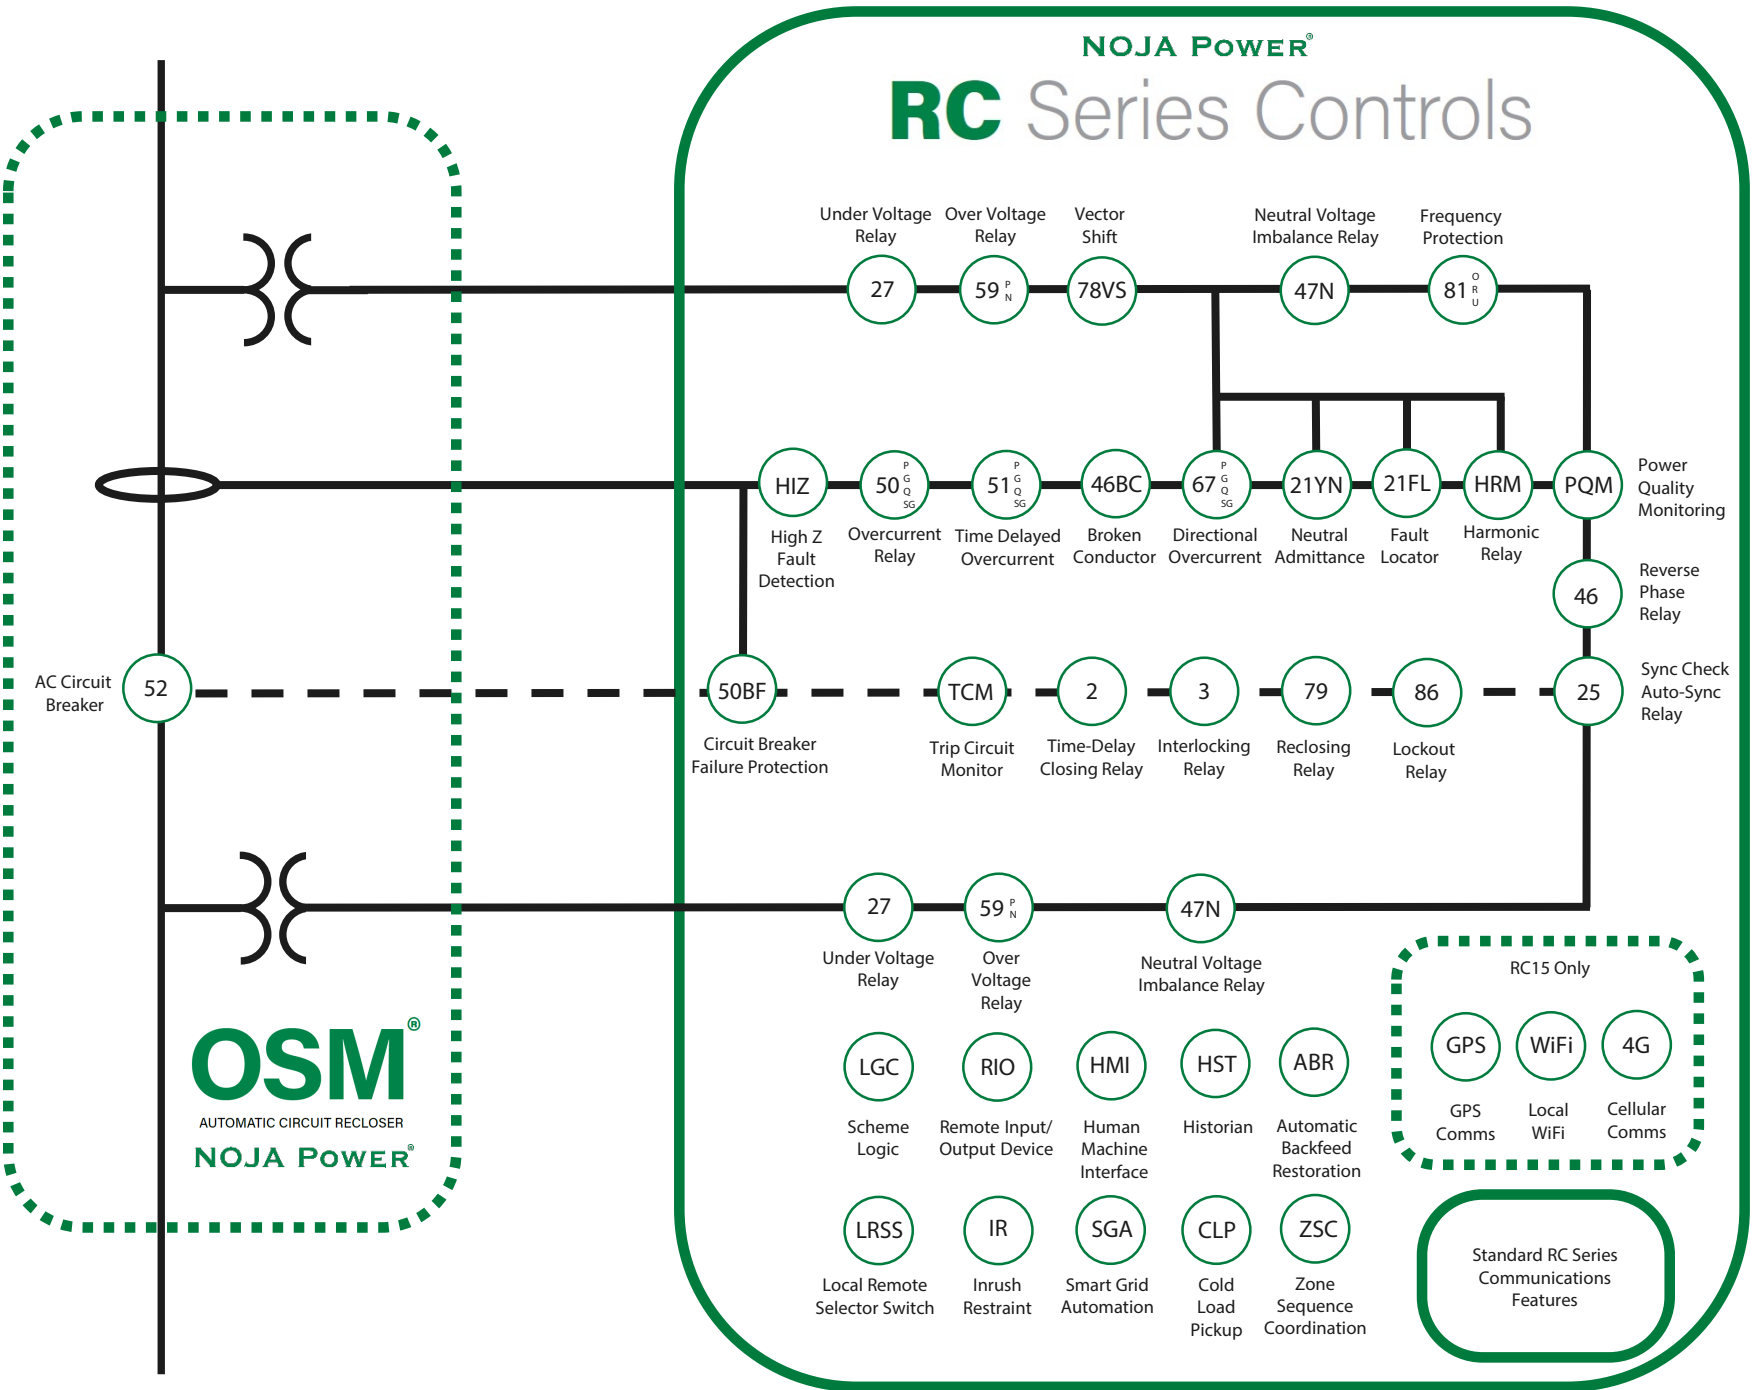 NOJA POWER®
RC Series Controls
Under Voltage
Relay
Over Voltage
Relay
Vector
Shift
Neutral Voltage
Imbalance Relay
Frequency
Protection
27
59 P N
78VS
47N
81 O R U
HIZ
50 P G Q SG
51 P G Q SG
46BC
67 P G Q SG
21YN
21FL
HRM
PQM
Power
Quality
Monitoring
High Z
Fault
Detection
Overcurrent
Relay
Time Delayed
Overcurrent
Broken
Conductor
Directional
Overcurrent
Neutral
Admittance
Fault
Locator
Harmonic
Relay
46
Reverse
Phase
Relay
AC Circuit
Breaker
52
50BF
TCM
2
3
79
86
25
Sync Check
Auto-Sync
Relay
Circuit Breaker
Failure Protection
Trip Circuit
Monitor
Time-Delay
Closing Relay
Interlocking
Relay
Reclosing
Relay
Lockout
Relay
27
59 P N
47N
Under Voltage
Relay
Over
Voltage
Relay
Neutral Voltage
Imbalance Relay
OSM®
AUTOMATIC CIRCUIT RECLOSER
NOJA POWER®
LGC
RIO
HMI
HST
ABR
Scheme
Logic
Remote Input/
Output Device
Human
Machine
Interface
Historian
Automatic
Backfeed
Restoration
LRSS
IR
SGA
CLP
ZSC
Local Remote
Selector Switch
Inrush
Restraint
Smart Grid
Automation
Cold
Load
Pickup
Zone
Sequence
Coordination
RC15 Only
GPS
WiFi
4G
GPS
Comms
Local
WiFi
Cellular
Comms
Standard RC Series
Communications
Features